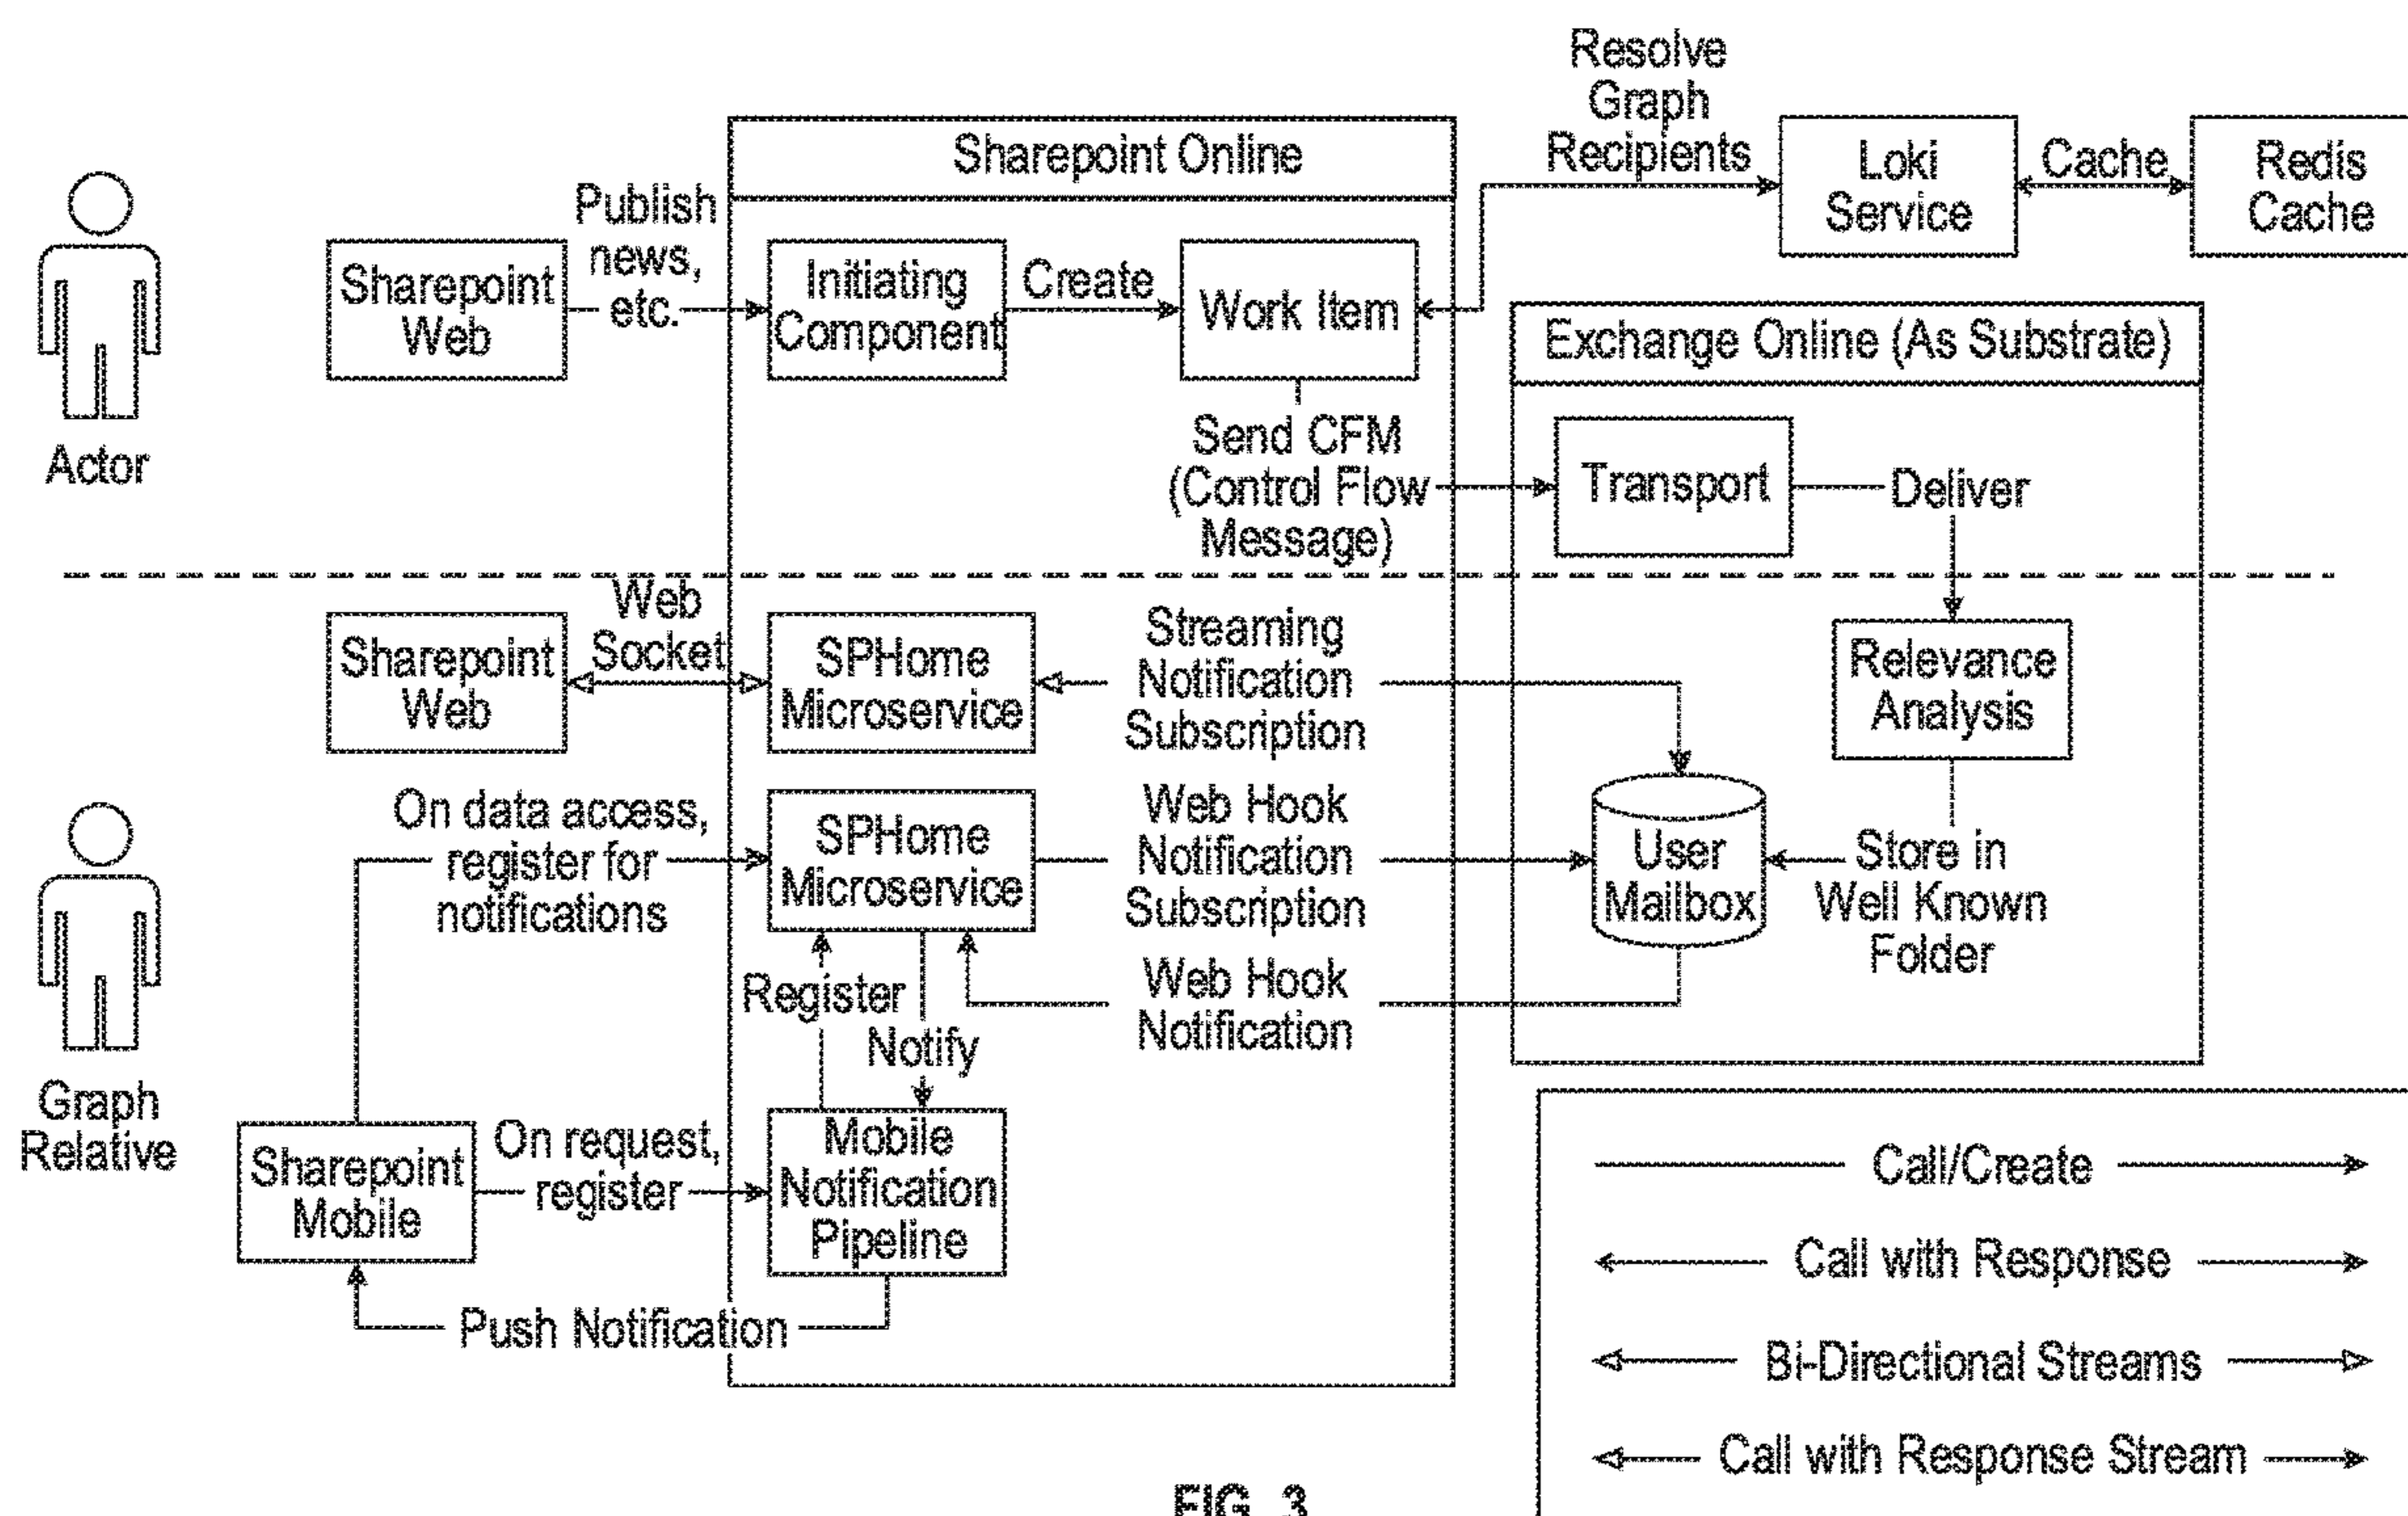 Resolve
Graph
Recipients
Sharepoint Online
Loki
Service
Cache
Redis
Cache
Publish
news,
etc.
Sharepoint
Web
Initiating
Component
Create
Work Item
Exchange Online (As Substrate)
Actor
Send CFM
(Control Flow
Message)
Transport
Deliver
Web
Socket
Sharepoint
Web
SPHome
Microservice
Streaming
Notification
Subscription
Relevance
Analysis
On data access,
register for
notifications
SPHome
Microservice
Web Hook
Notification
Subscription
User
Mailbox
Store in
Well Known
Folder
Register
Notify
Web Hook
Notification
Graph
Relative
Sharepoint
Mobile
On request,
register
Mobile
Notification
Pipeline
Push Notification
Call/Create
Call with Response
Bi-Directional Streams
Call with Response Stream
FIG. 3